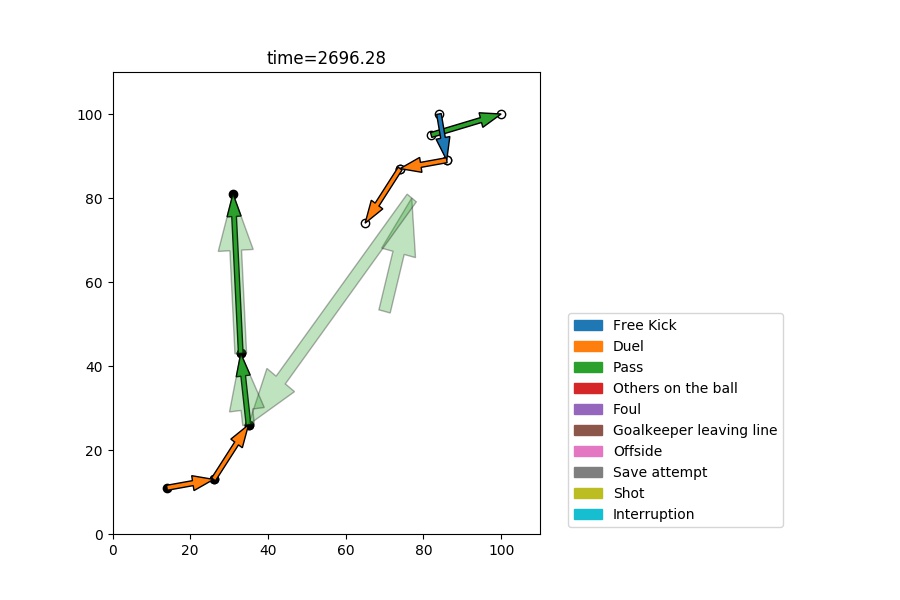 time=2696.28
100
80
60
40
20
0
0 20 40 60 80 100
Free Kick
Duel
Pass
Others on the ball
Foul
Goalkeeper leaving line
Offside
Save attempt
Shot
Interruption